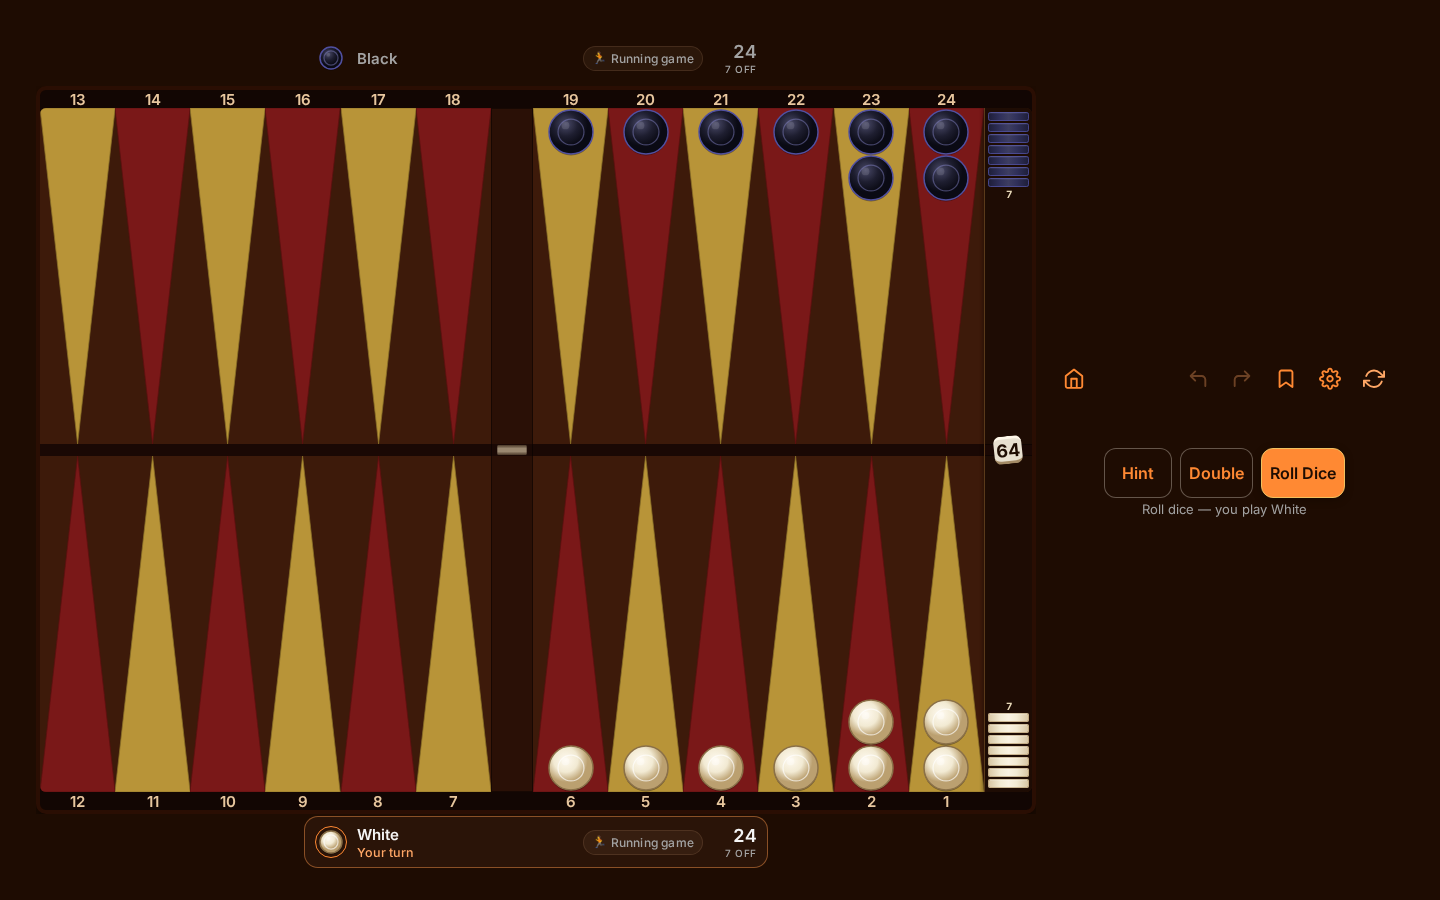 Black
🏃 Running game
24
7 OFF
13 14 15 16 17 18 19 20 21 22 23 24
7
64
Hint
Double
Roll Dice
Roll dice — you play White
7
12 11 10 9 8 7 6 5 4 3 2 1
White
Your turn
🏃 Running game
24
7 OFF